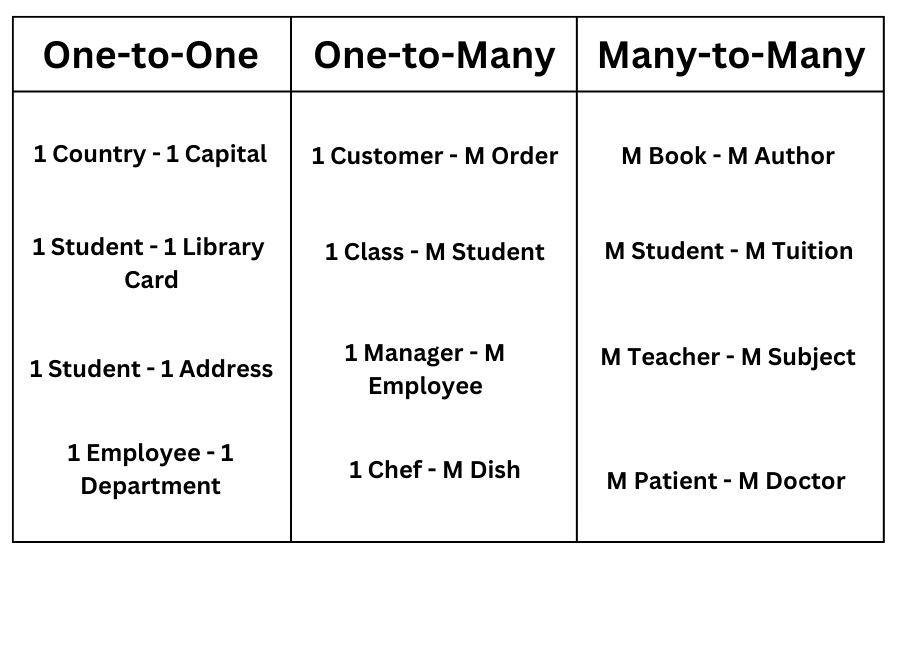 One-to-One
One-to-Many
Many-to-Many
1 Country - 1 Capital
1 Customer - M Order
M Book - M Author
1 Student - 1 Library
Card
1 Class - M Student
M Student - M Tuition
1 Student - 1 Address
1 Manager - M
Employee
M Teacher - M Subject
1 Employee - 1
Department
1 Chef - M Dish
M Patient - M Doctor